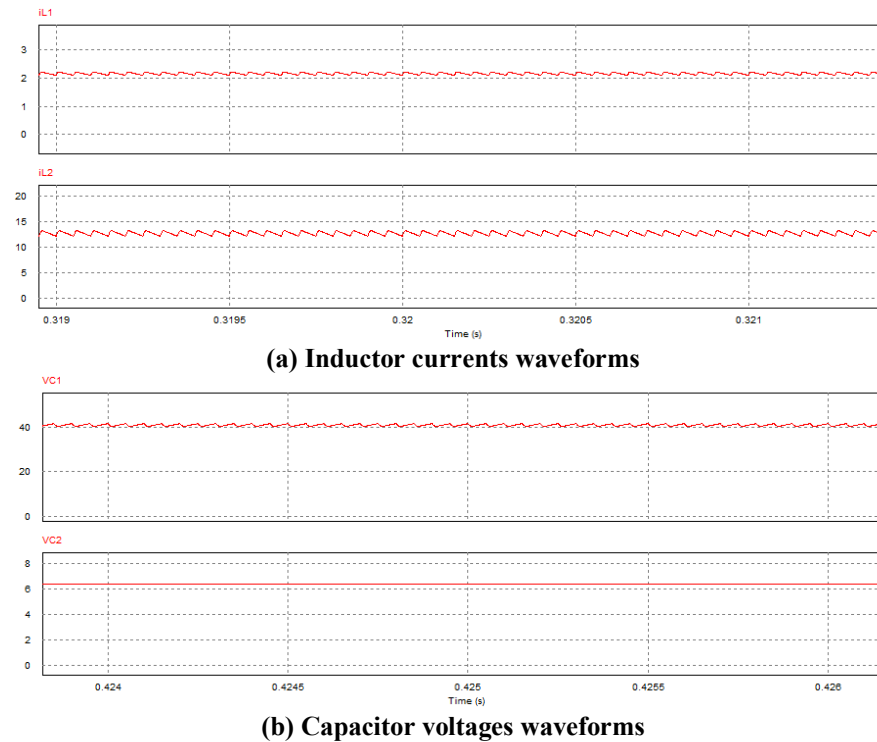 iL1
3
2
1
0
iL2
20
15
10
5
0
0.319 0.3195 0.32 0.3205 0.321
Time (s)
(a) Inductor currents waveforms
VC1
40
20
0
VC2
8
6
4
2
0
0.424 0.4245 0.425 0.4255 0.426
Time (s)
(b) Capacitor voltages waveforms